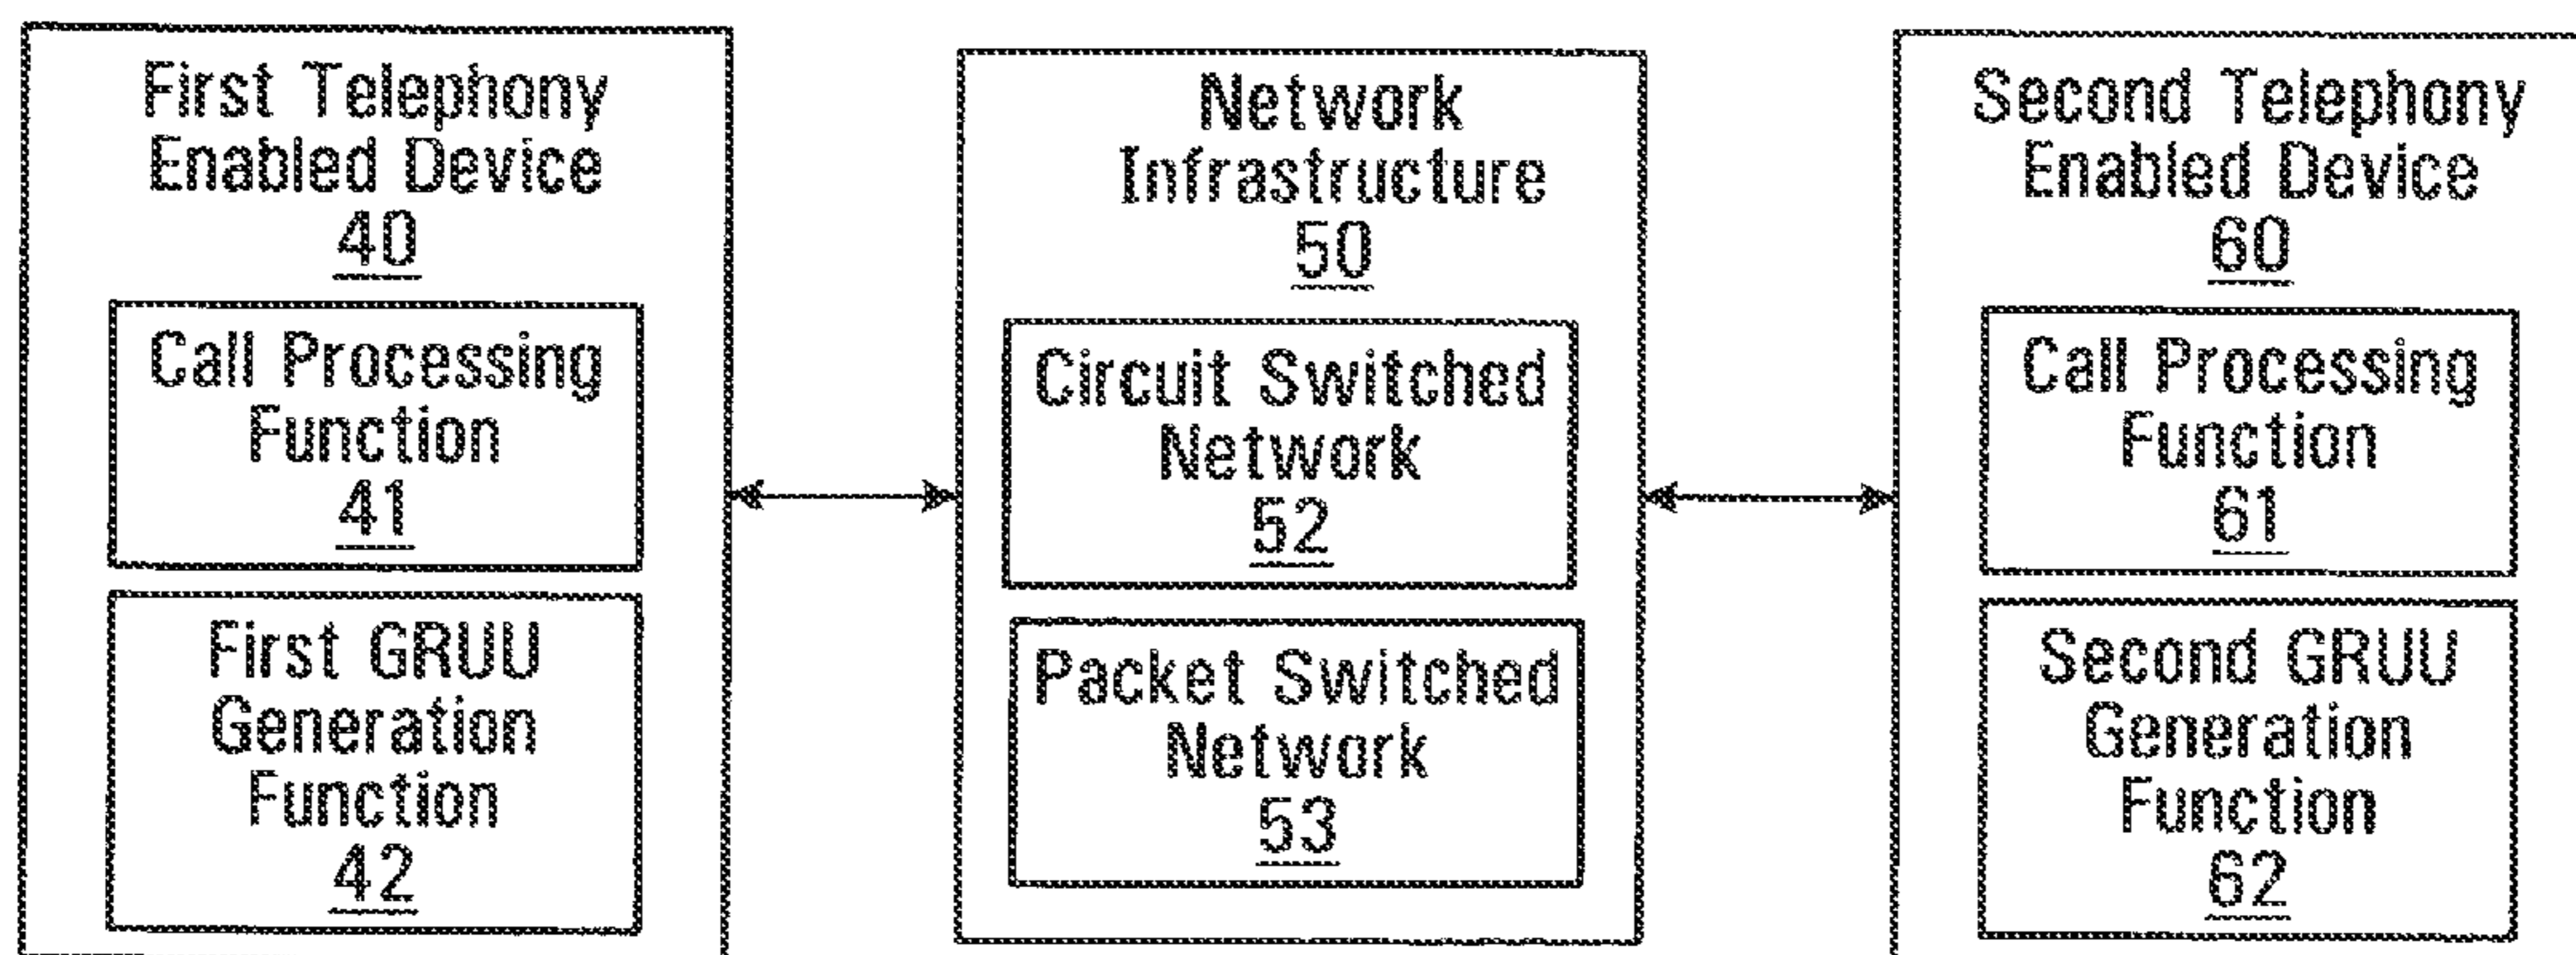 First Telephony
Enabled Device
40
Call Processing
Function
41
First GRUU
Generation
Function
42
Network
Infrastructure
50
Circuit Switched
Network
52
Packet Switched
Network
53
Second Telephony
Enabled Device
60
Call Processing
Function
61
Second GRUU
Generation
Function
62